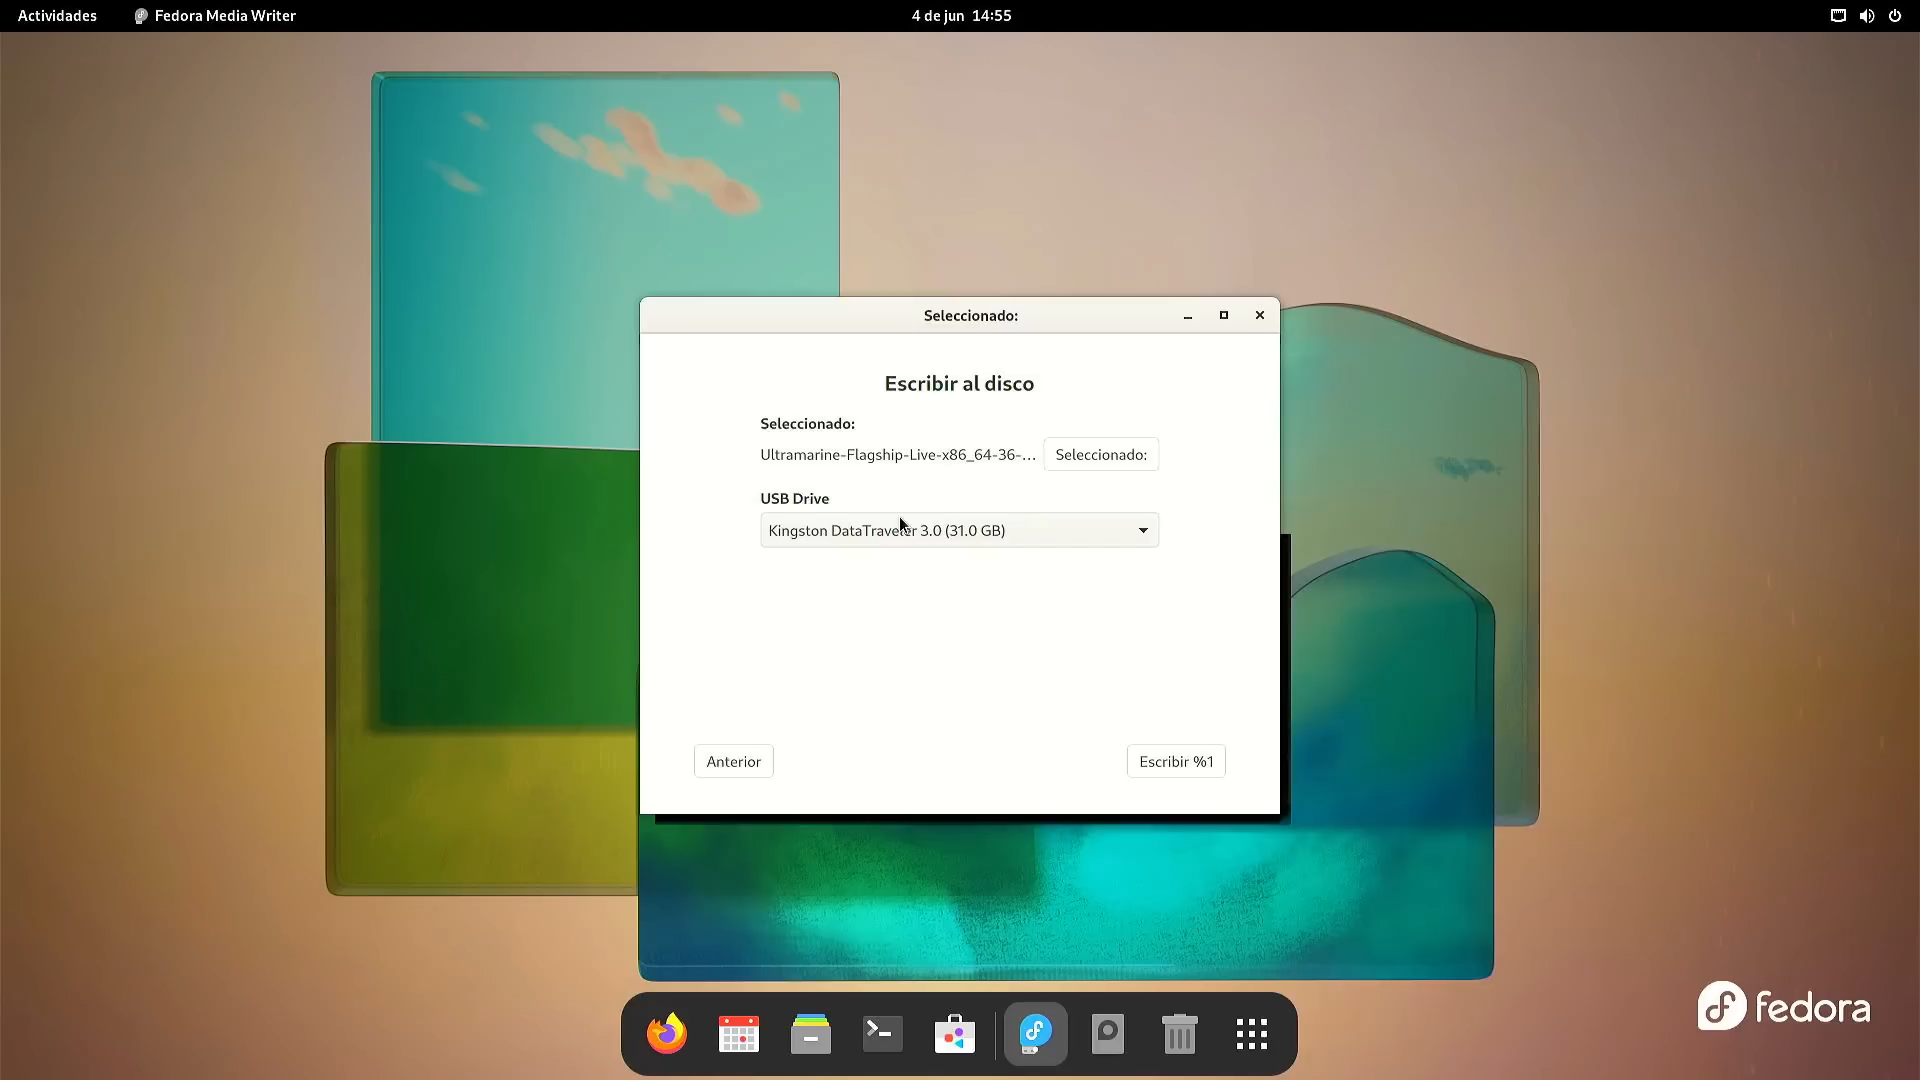 Actividades
Fedora Media Writer
4 de jun 14:55
Seleccionado:
Escribir al disco
Seleccionado:
Ultramarine-Flagship-Live-x86_64-36-...
Seleccionado:
USB Drive
Kingston DataTraveler 3.0 (31.0 GB)
Anterior
Escribir %1
fedora